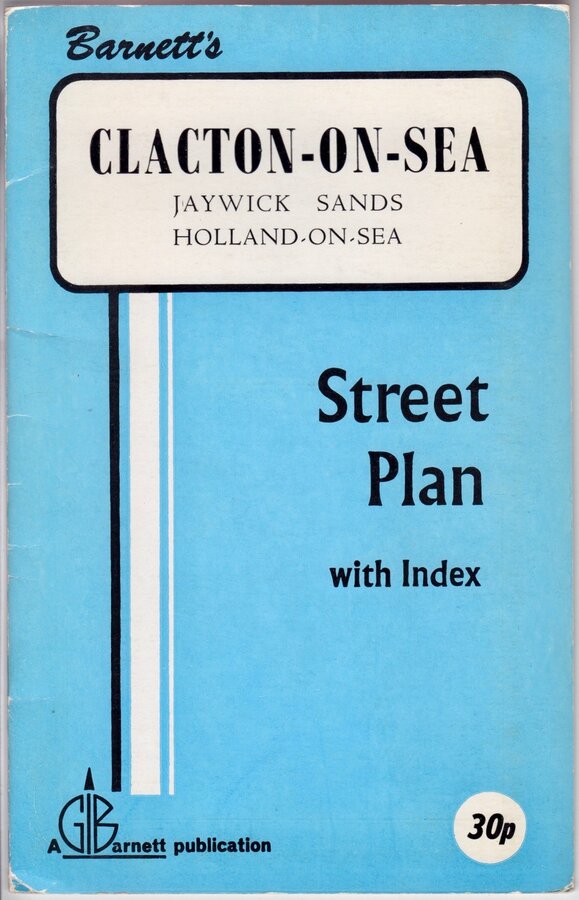 Barnett's
CLACTON-ON-SEA
JAYWICK SANDS
HOLLAND-ON-SEA
Street
Plan
with Index
A GIBarnett publication
30p